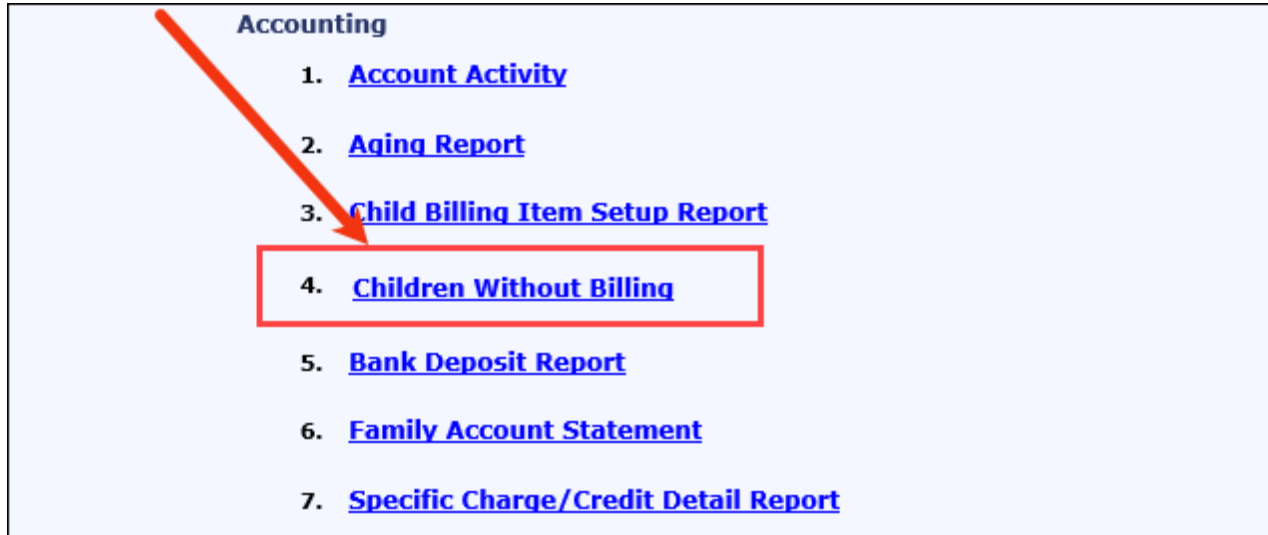 Accounting
1. Account Activity
2. Aging Report
3. Child Billing Item Setup Report
4. Children Without Billing
5. Bank Deposit Report
6. Family Account Statement
7. Specific Charge/Credit Detail Report